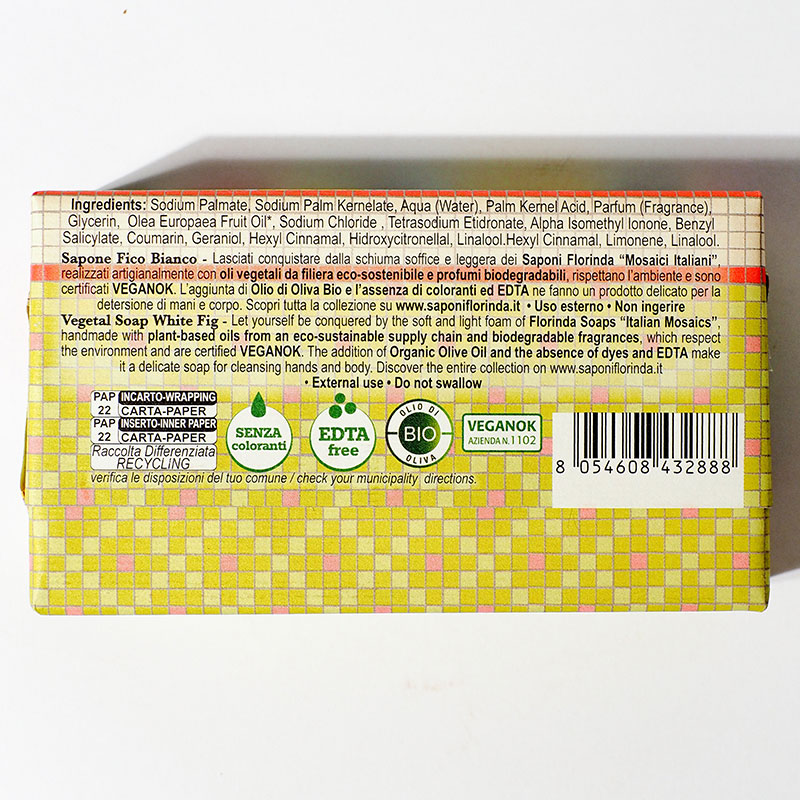 Ingredients: Sodium Palmate, Sodium Palm Kernelate, Aqua (Water), Palm Kernel Acid, Parfum (Fragrance),
Glycerin, Olea Europaea Fruit Oil*, Sodium Chloride , Tetrasodium Etidronate, Alpha Isomethyl Ionone, Benzyl
Salicylate, Coumarin, Geraniol, Hexyl Cinnamal, Hidroxycitronellal, Linalool.Hexyl Cinnamal, Limonene, Linalool.
Sapone Fico Bianco - Lasciati conquistare dalla schiuma soffice e leggera dei Saponi Florinda “Mosaici Italiani”
realizzati artigianalmente con oli vegetali da filiera eco-sostenibile e profumi biodegradabili, rispettano l’ambiente e sono
certificati VEGANOK. L’aggiunta di Olio di Oliva Bio e l’assenza di coloranti ed EDTA ne fanno un prodotto delicato per la
detersione di mani e corpo. Scopri tutta la collezione su www.saponiflorinda.it • Uso esterno • Non ingerire
Vegetal Soap White Fig - Let yourself be conquered by the soft and light foam of Florinda Soaps “Italian Mosaics”,
handmade with plant-based oils from an eco-sustainable supply chain and biodegradable fragrances, which respect
the environment and are certified VEGANOK. The addition of Organic Olive Oil and the absence of dyes and EDTA make
it a delicate soap for cleansing hands and body. Discover the entire collection on www.saponiflorinda.it
• External use • Do not swallow
PAP 22 INCARTO-WRAPPING
CARTA-PAPER
PAP 22 INSERTO-INNER PAPER
CARTA-PAPER
Raccolta Differenziata
RECYCLING
verifica le disposizioni del tuo comune / check your municipality directions.
SENZA
coloranti
EDTA
free
OLIO DI
BIO
OLIVA
VEGANOK
AZIENDA N.1102
8 054608 432888